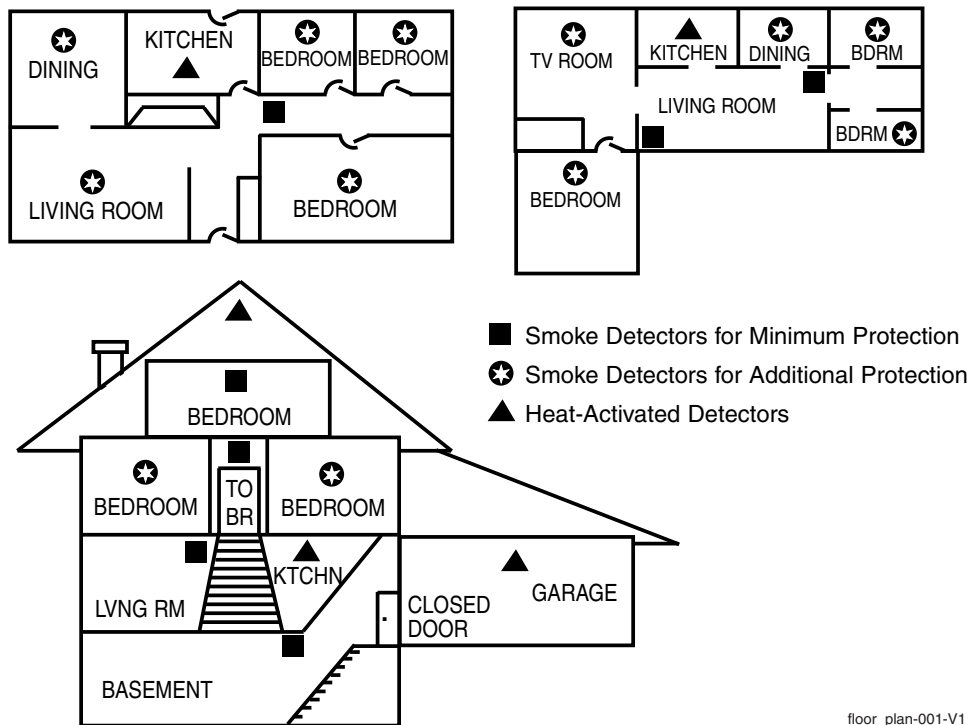 DINING
KITCHEN
BEDROOM
BEDROOM
LIVING ROOM
BEDROOM
TV ROOM
KITCHEN
DINING
BDRM
LIVING ROOM
BDRM
BEDROOM
Smoke Detectors for Minimum Protection
Smoke Detectors for Additional Protection
Heat-Activated Detectors
BEDROOM
BEDROOM
TO
BR
BEDROOM
LVNG RM
KTCHN
CLOSED
DOOR
GARAGE
BASEMENT
floor_plan-001-V1